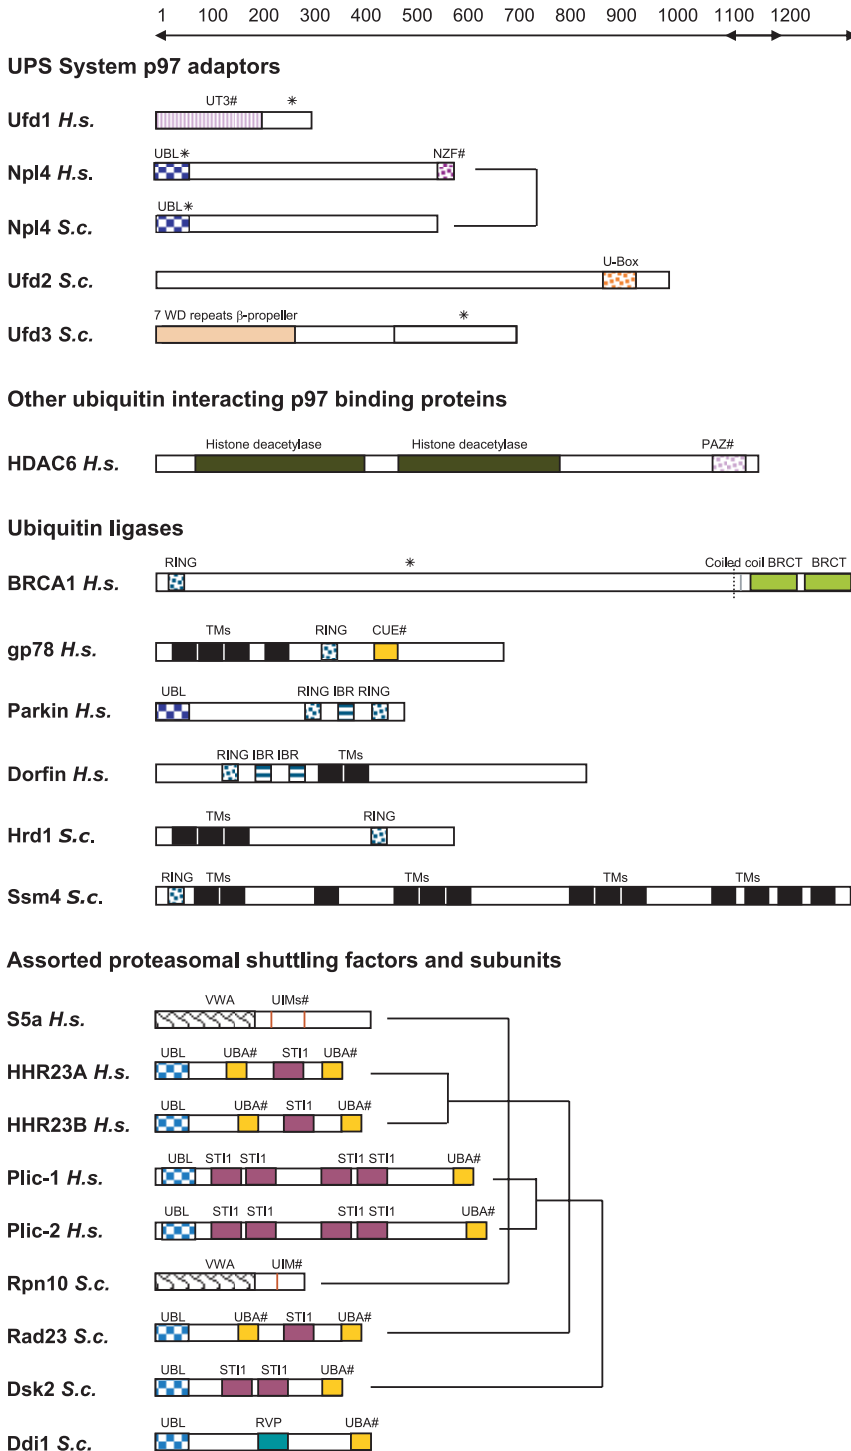 1 100 200 300 400 500 600 700 800 900 1000 1100 1200
UPS System p97 adaptors
UT3# *
Ufd1 H.s.
UBL* NZF#
Npl4 H.s.
UBL*
Npl4 S.c.
U-Box
Ufd2 S.c.
7 WD repeats β-propeller *
Ufd3 S.c.
Other ubiquitin interacting p97 binding proteins
Histone deacetylase Histone deacetylase PAZ#
HDAC6 H.s.
Ubiquitin ligases
RING * Coiled coil BRCT BRCT
BRCA1 H.s.
TMs RING CUE#
gp78 H.s.
UBL RING IBR RING
Parkin H.s.
RING IBR IBR TMs
Dorfin H.s.
TMs RING
Hrd1 S.c.
RING TMs TMs TMs TMs
Ssm4 S.c.
Assorted proteasomal shuttling factors and subunits
VWA UIMs#
S5a H.s.
UBL UBA# STI1 UBA#
HHR23A H.s.
UBL UBA# STI1 UBA#
HHR23B H.s.
UBL STI1 STI1 STI1 STI1 UBA#
Plic-1 H.s.
UBL STI1 STI1 STI1 STI1 UBA#
Plic-2 H.s.
VWA UIM#
Rpn10 S.c.
UBL UBA# STI1 UBA#
Rad23 S.c.
UBL STI1 STI1 UBA#
Dsk2 S.c.
UBL RVP UBA#
Ddi1 S.c.